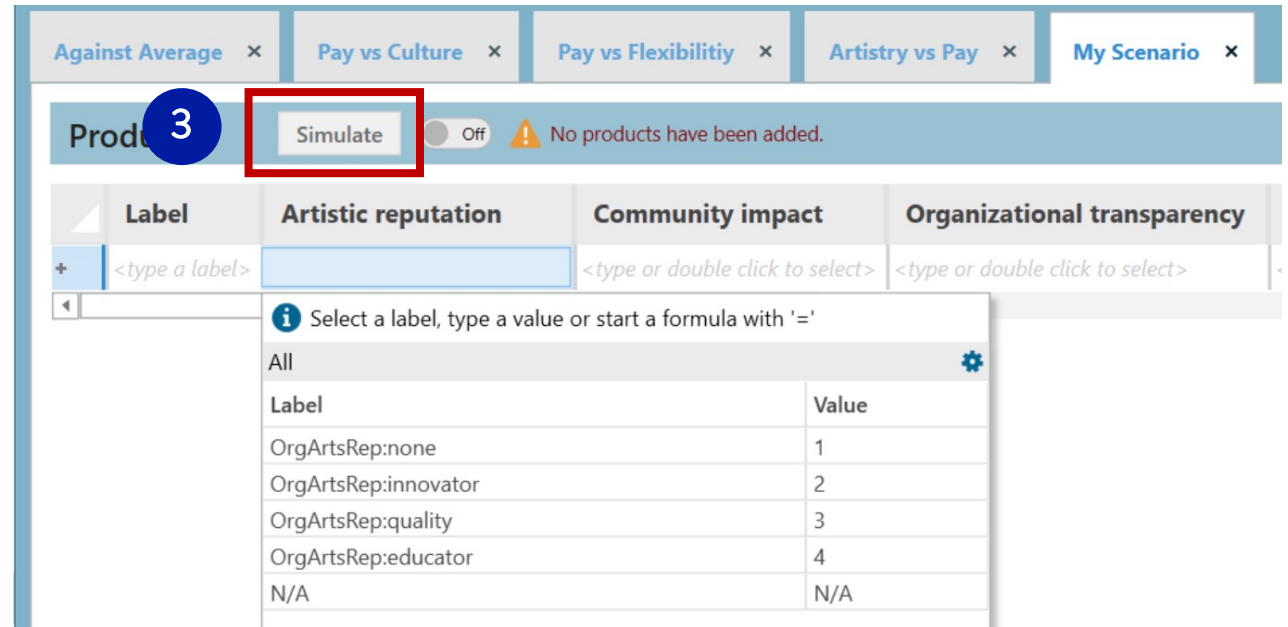 Against Average × Pay vs Culture × Pay vs Flexibilitiy × Artistry vs Pay × My Scenario ×
3 Simulate Off No products have been added.
Label Artistic reputation Community impact Organizational transparency
+ <type a label> <type or double click to select> <type or double click to select>
Select a label, type a value or start a formula with '='
All
Label Value
OrgArtsRep:none 1
OrgArtsRep:innovator 2
OrgArtsRep:quality 3
OrgArtsRep:educator 4
N/A N/A